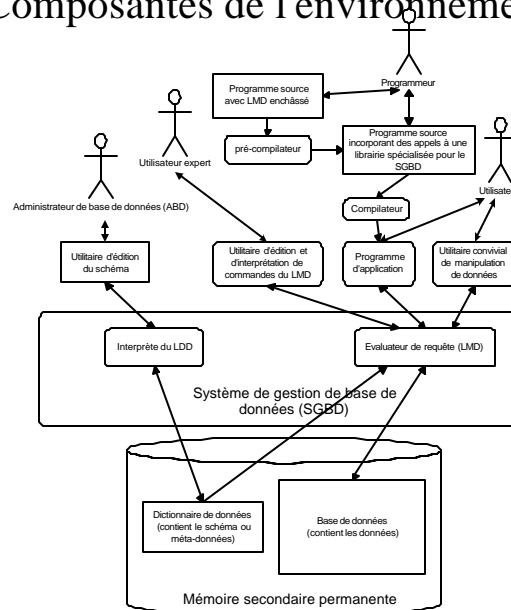 Composantes de l'environneme
Programmeur
Programme source
avec LMD enchâssé
pré-compilateur
Programme source
incorporant des appels à une
librairie spécialisée pour le
SGBD
Utilisateur expert
Utilisate
Administrateur de base de données (ABD)
Compilateur
Utilitaire d'édition
du schéma
Utilitaire d'édition et
d'interprétation de
commandes du LMD
Programme
d'application
Utilitaire convivial
de manipulation
de données
Interprète du LDD
Evaluateur de requête (LMD)
Système de gestion de base de
données (SGBD)
Dictionnaire de données
(contient le schéma ou
méta-données)
Base de données
(contient les données)
Mémoire secondaire permanente